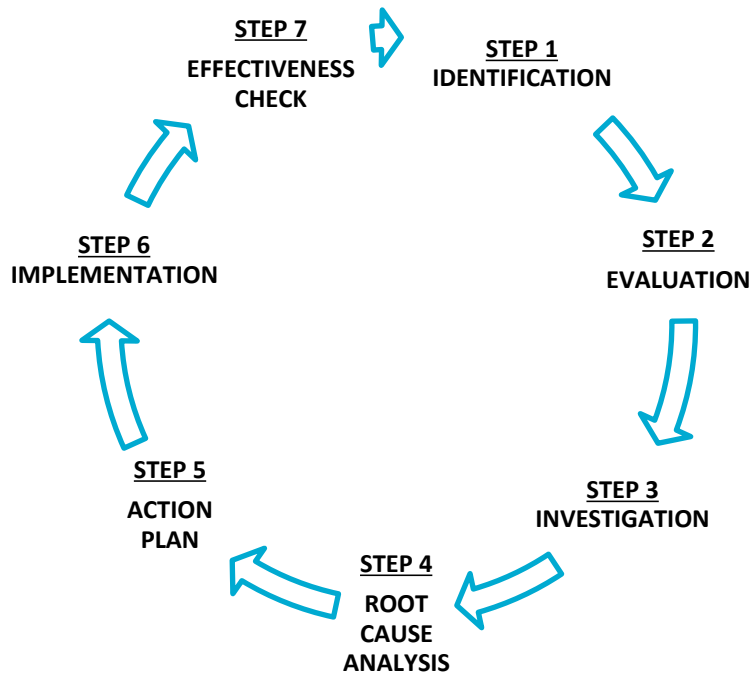 STEP 1
IDENTIFICATION
STEP 2
EVALUATION
STEP 3
INVESTIGATION
STEP 4
ROOT
CAUSE
ANALYSIS
STEP 5
ACTION
PLAN
STEP 6
IMPLEMENTATION
STEP 7
EFFECTIVENESS
CHECK